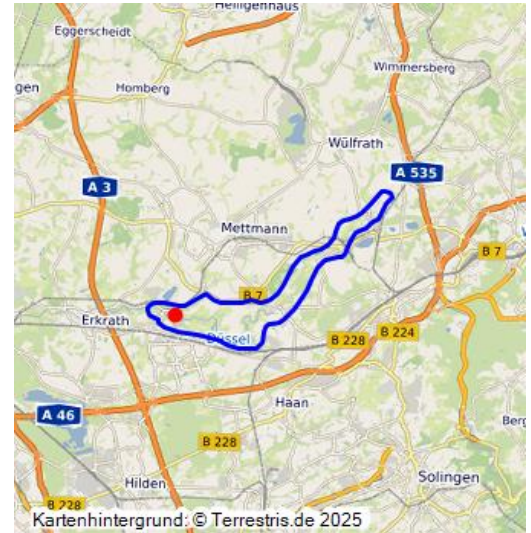 Heiligenhaus
Eggerscheidt
Wimmersberg
gen
Homberg
Wülfrath
A 535
A 3
Mettmann
B 7
B 7
Erkrath
Düssel
B 228
B 224
A 46
Haan
B 228
Berg
Hilden
Solingen
B 228
Kartenhintergrund: © Terrestris.de 2025